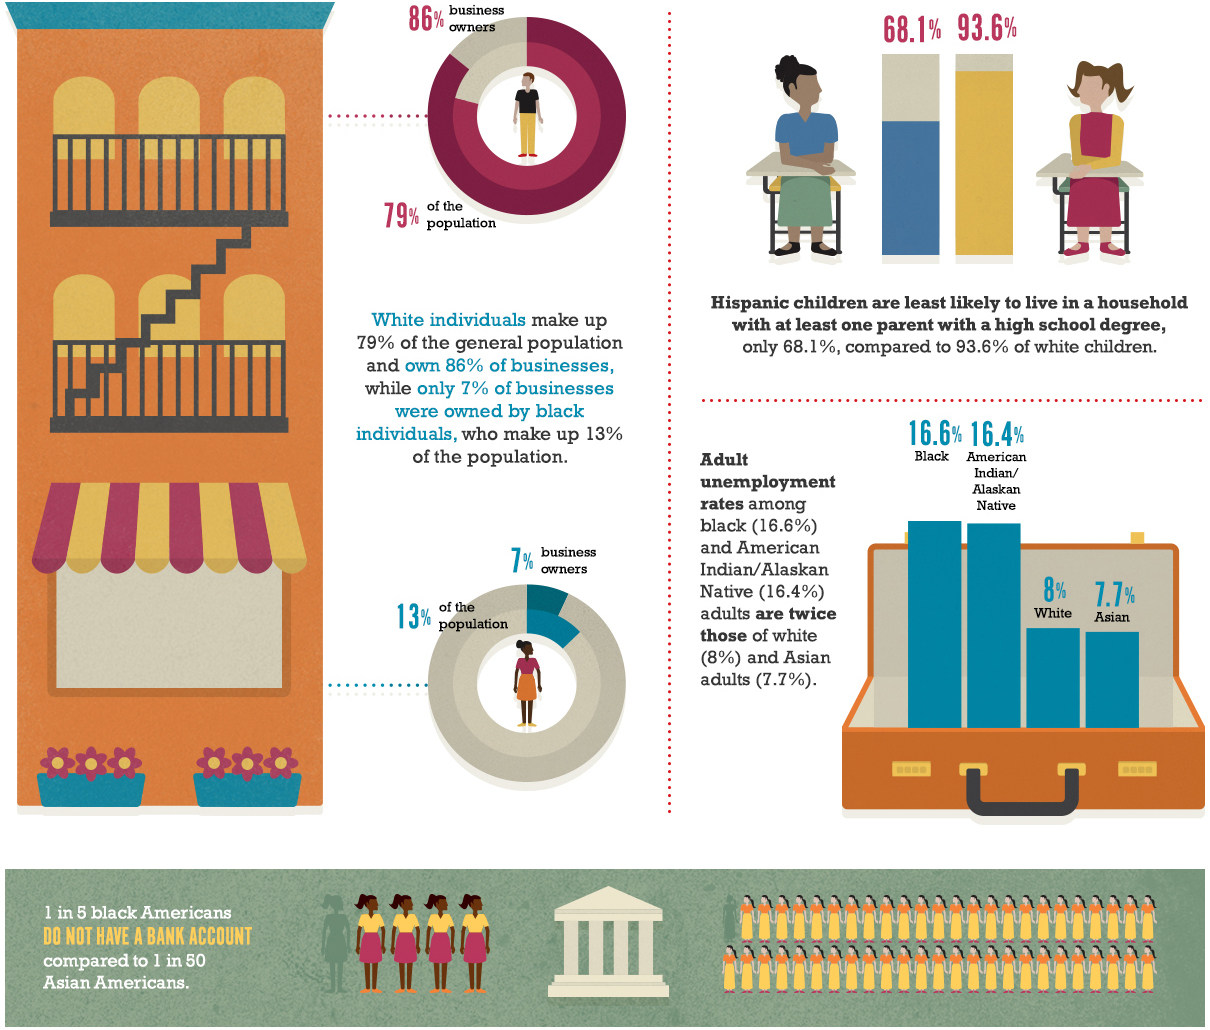 86% business
owners
79% of the
population
White individuals make up
79% of the general population
and own 86% of businesses,
while only 7% of businesses
were owned by black
individuals, who make up 13%
of the population.
7% business
owners
13% of the
population
68.1% 93.6%
Hispanic children are least likely to live in a household
with at least one parent with a high school degree,
only 68.1%, compared to 93.6% of white children.
Adult
unemployment
rates among
black (16.6%)
and American
Indian/Alaskan
Native (16.4%)
adults are twice
those of white
(8%) and Asian
adults (7.7%).
16.6%
Black
16.4%
American
Indian/
Alaskan
Native
8%
White
7.7%
Asian
1 in 5 black Americans
DO NOT HAVE A BANK ACCOUNT
compared to 1 in 50
Asian Americans.